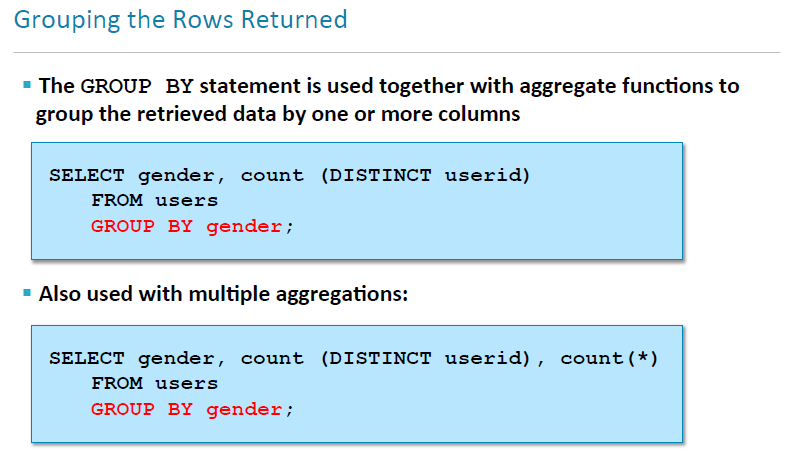 Grouping the Rows Returned
▪ The GROUP BY statement is used together with aggregate functions to
group the retrieved data by one or more columns
SELECT gender, count (DISTINCT userid)
FROM users
GROUP BY gender;
▪ Also used with multiple aggregations:
SELECT gender, count (DISTINCT userid), count(*)
FROM users
GROUP BY gender;